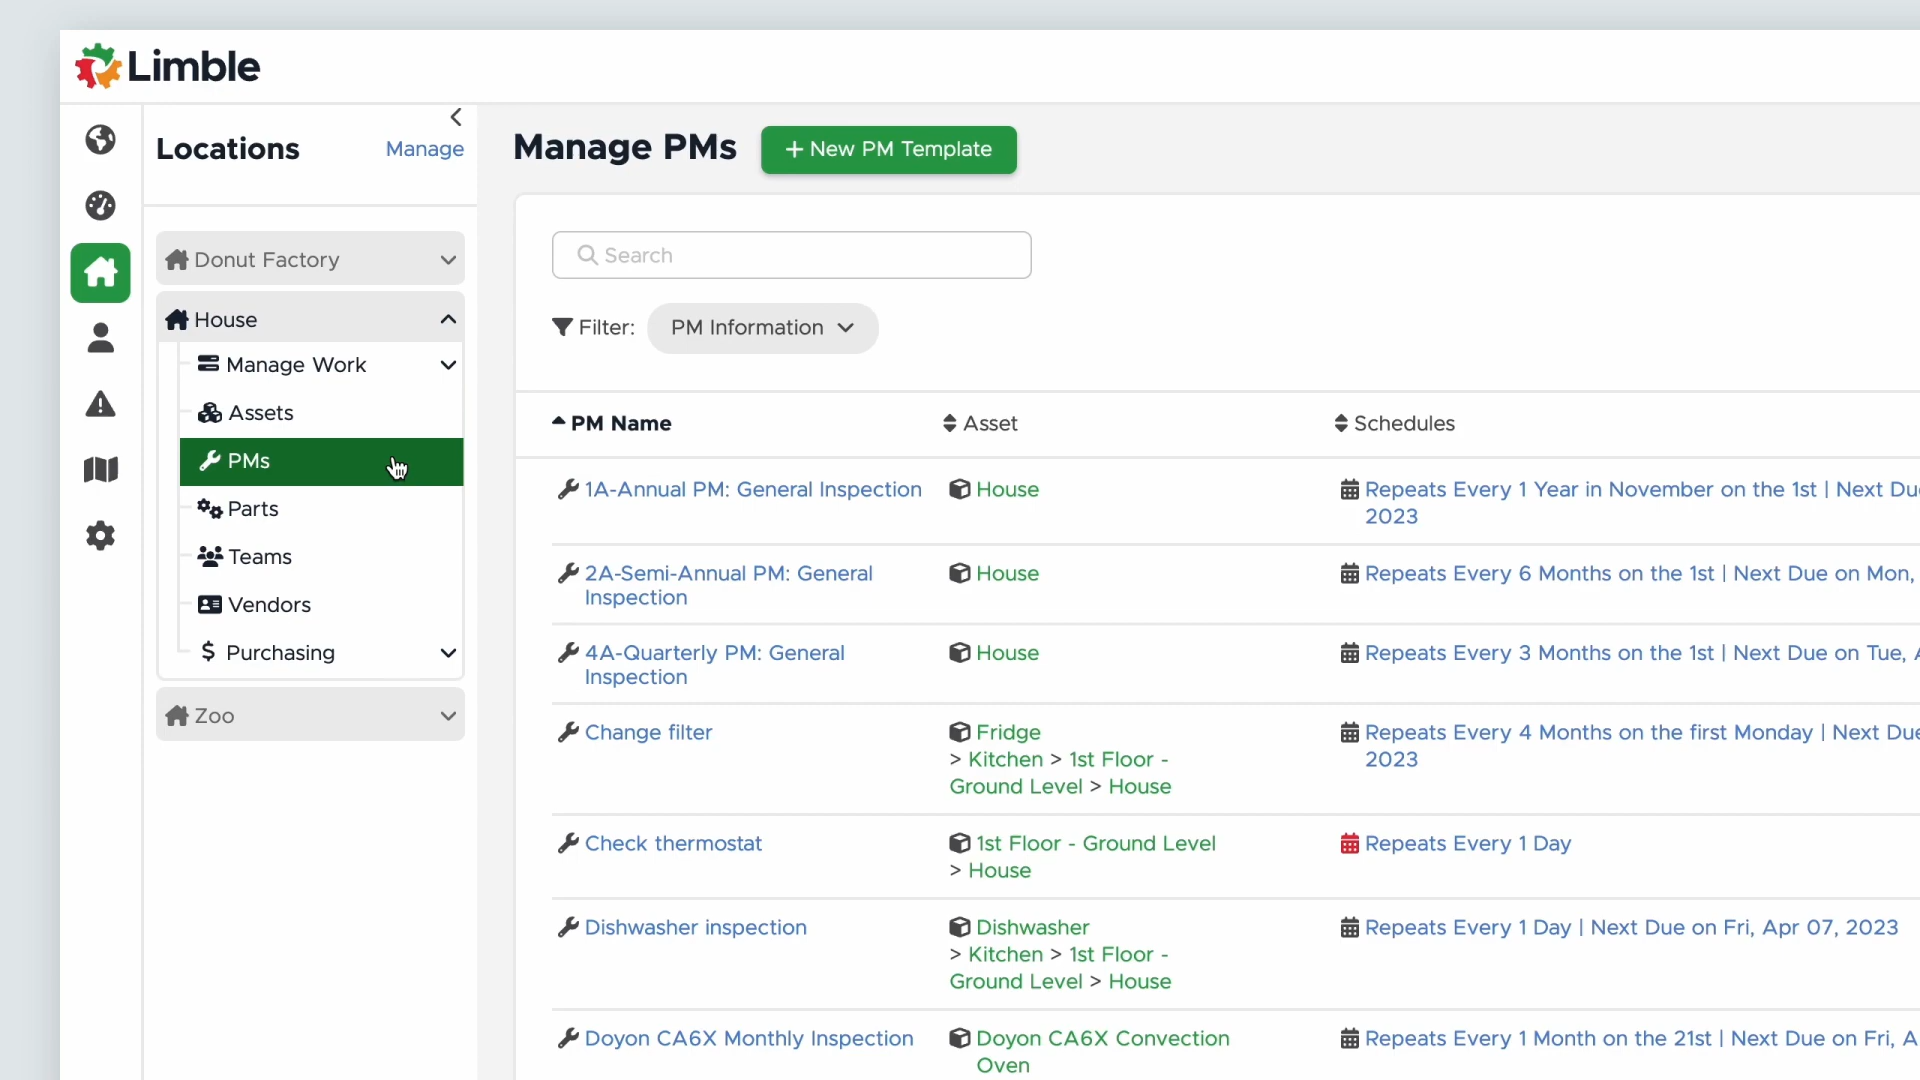 Limble
Locations
Manage
Donut Factory
House
Manage Work
Assets
PMs
Parts
Teams
Vendors
$ Purchasing
Zoo
Manage PMs
+ New PM Template
Search
Filter:
PM Information
PM Name
Asset
Schedules
1A-Annual PM: General Inspection
House
Repeats Every 1 Year in November on the 1st | Next
2023
2A-Semi-Annual PM: General
Inspection
House
Repeats Every 6 Months on the 1st | Next Due on Mon,
4A-Quarterly PM: General
Inspection
House
Repeats Every 3 Months on the 1st | Next Due on Tue,
Change filter
Fridge
> Kitchen > 1st Floor -
Ground Level > House
Repeats Every 4 Months on the first Monday | Next Due
2023
Check thermostat
1st Floor - Ground Level
> House
Repeats Every 1 Day
Dishwasher inspection
Dishwasher
> Kitchen > 1st Floor -
Ground Level > House
Repeats Every 1 Day | Next Due on Fri, Apr 07, 2023
Doyon CA6X Monthly Inspection
Doyon CA6X Convection
Oven
Repeats Every 1 Month on the 21st | Next Due on Fri,